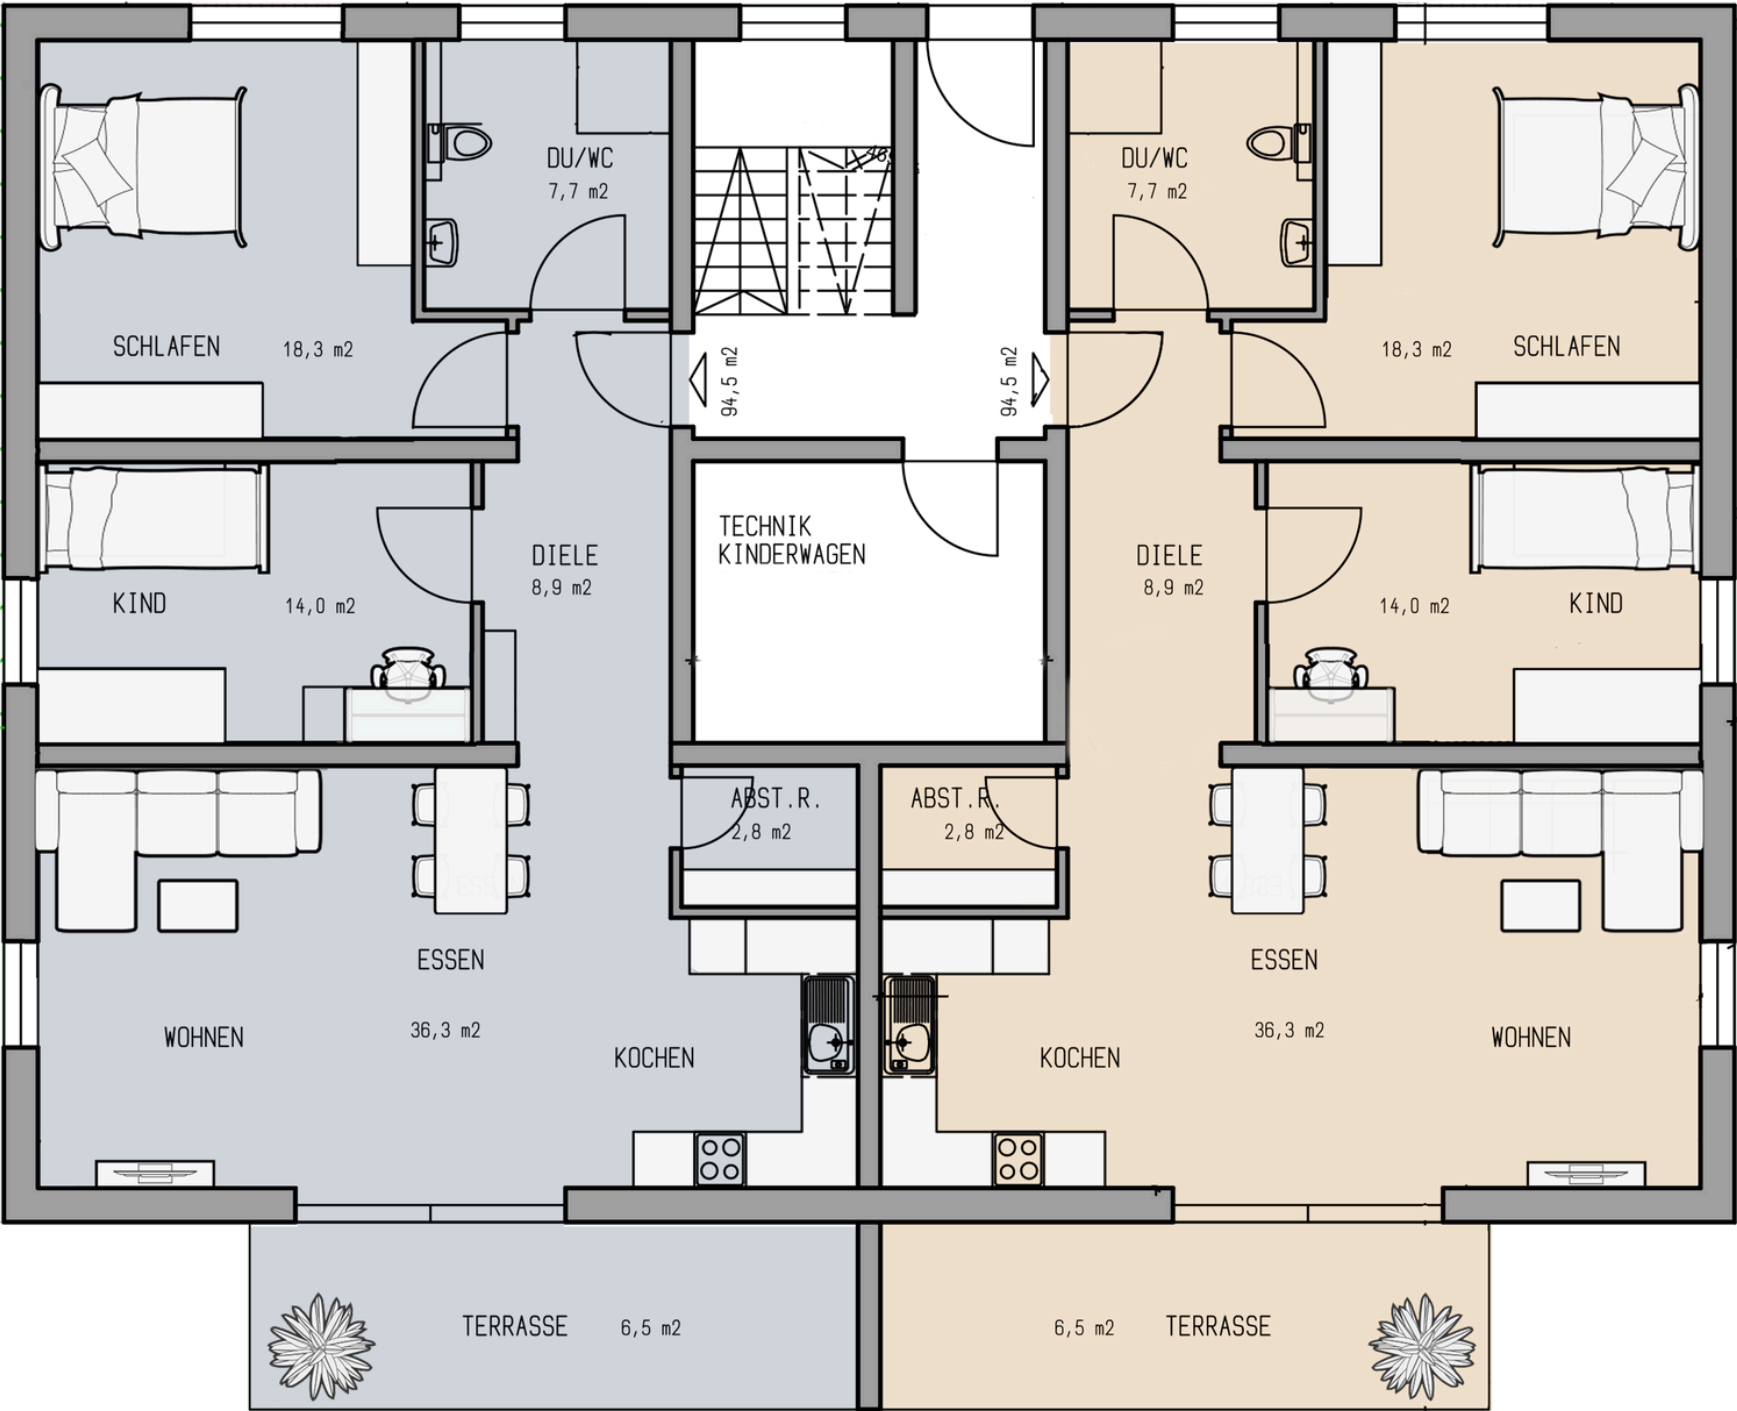 DU/WC
7,7 m2
DU/WC
7,7 m2
SCHLAFEN 18,3 m2
94,5 m2
94,5 m2
18,3 m2 SCHLAFEN
TECHNIK
KINDERWAGEN
DIELE
8,9 m2
DIELE
8,9 m2
KIND 14,0 m2
14,0 m2 KIND
ABST.R.
2,8 m2
ABST.R.
2,8 m2
ESSEN
ESSEN
WOHNEN
36,3 m2
KOCHEN
KOCHEN
36,3 m2
WOHNEN
TERRASSE 6,5 m2
6,5 m2 TERRASSE